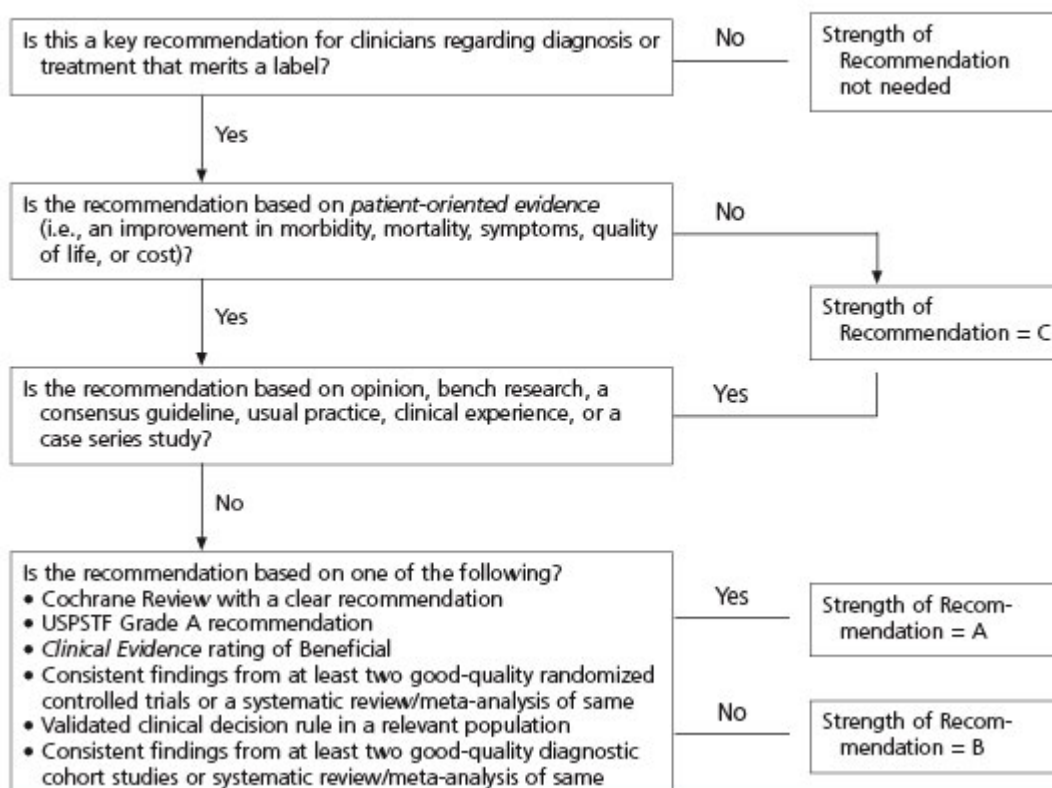 Is this a key recommendation for clinicians regarding diagnosis or
treatment that merits a label?
No
Strength of
Recommendation
not needed
Yes
Is the recommendation based on patient-oriented evidence
(i.e., an improvement in morbidity, mortality, symptoms, quality
of life, or cost)?
No
Yes
Strength of
Recommendation = C
Is the recommendation based on opinion, bench research, a
consensus guideline, usual practice, clinical experience, or a
case series study?
Yes
No
Is the recommendation based on one of the following?
• Cochrane Review with a clear recommendation
• USPSTF Grade A recommendation
• Clinical Evidence rating of Beneficial
• Consistent findings from at least two good-quality randomized
controlled trials or a systematic review/meta-analysis of same
• Validated clinical decision rule in a relevant population
• Consistent findings from at least two good-quality diagnostic
cohort studies or systematic review/meta-analysis of same
Yes
Strength of Recom-
mendation = A
No
Strength of Recom-
mendation = B